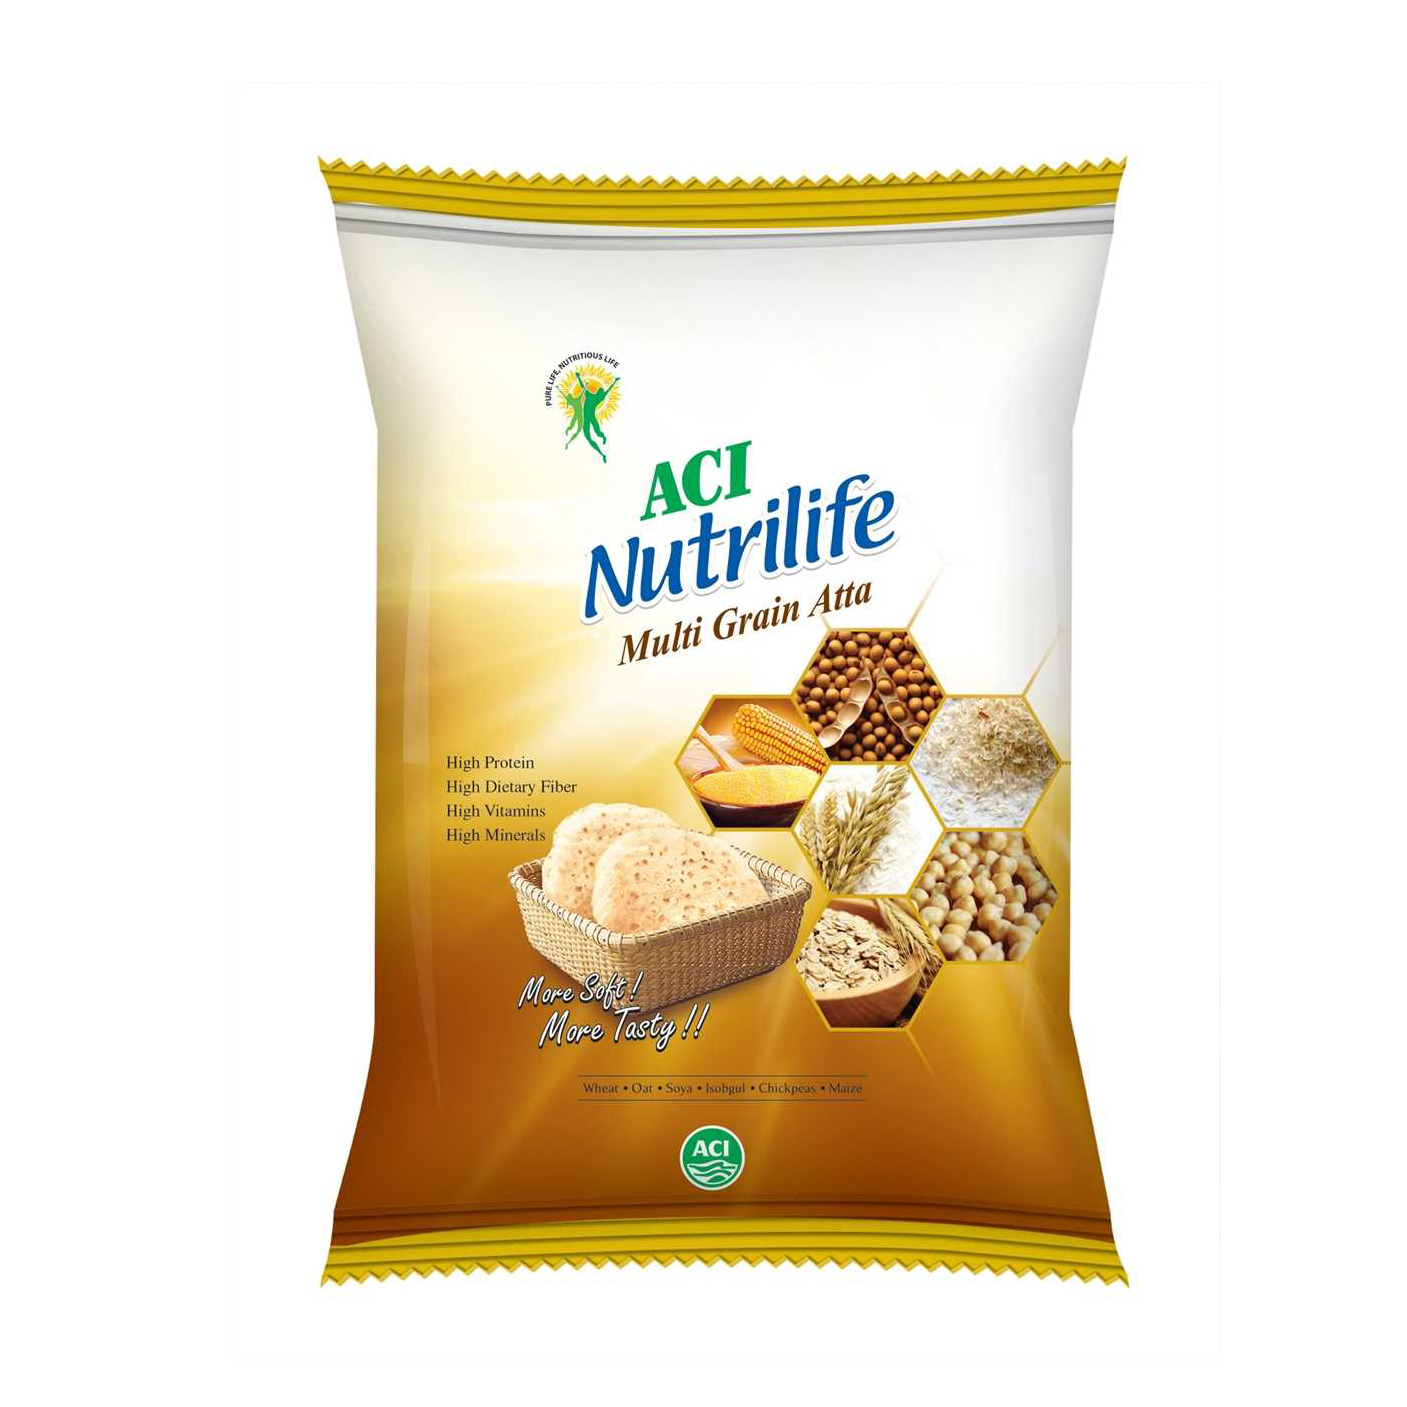 PURE LIFE, NUTRITIOUS LIFE
ACI
Nutrilife
Multi Grain Atta
High Protein
High Dietary Fiber
High Vitamins
High Minerals
More Soft!
More Tasty!!
Wheat • Oat • Soya • Isobgul • Chickpeas • Maize
ACI